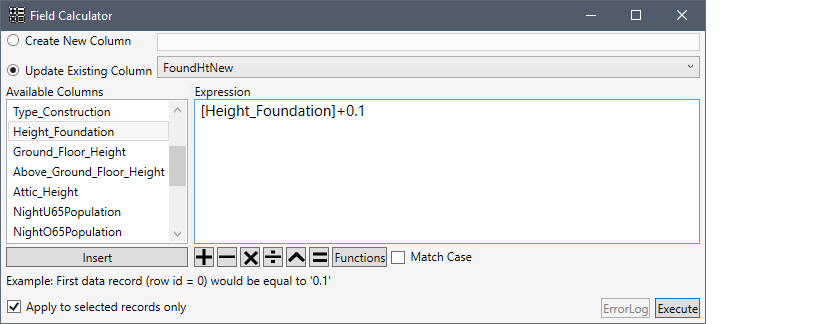 Field Calculator
Create New Column
Update Existing Column FoundHtNew
Available Columns Expression
Type_Construction [Height_Foundation]+0.1
Height_Foundation
Ground_Floor_Height
Above_Ground_Floor_Height
Attic_Height
NightU65Population
NightO65Population
Insert + − × ÷ ^ = Functions Match Case
Example: First data record (row id = 0) would be equal to '0.1'
Apply to selected records only ErrorLog Execute